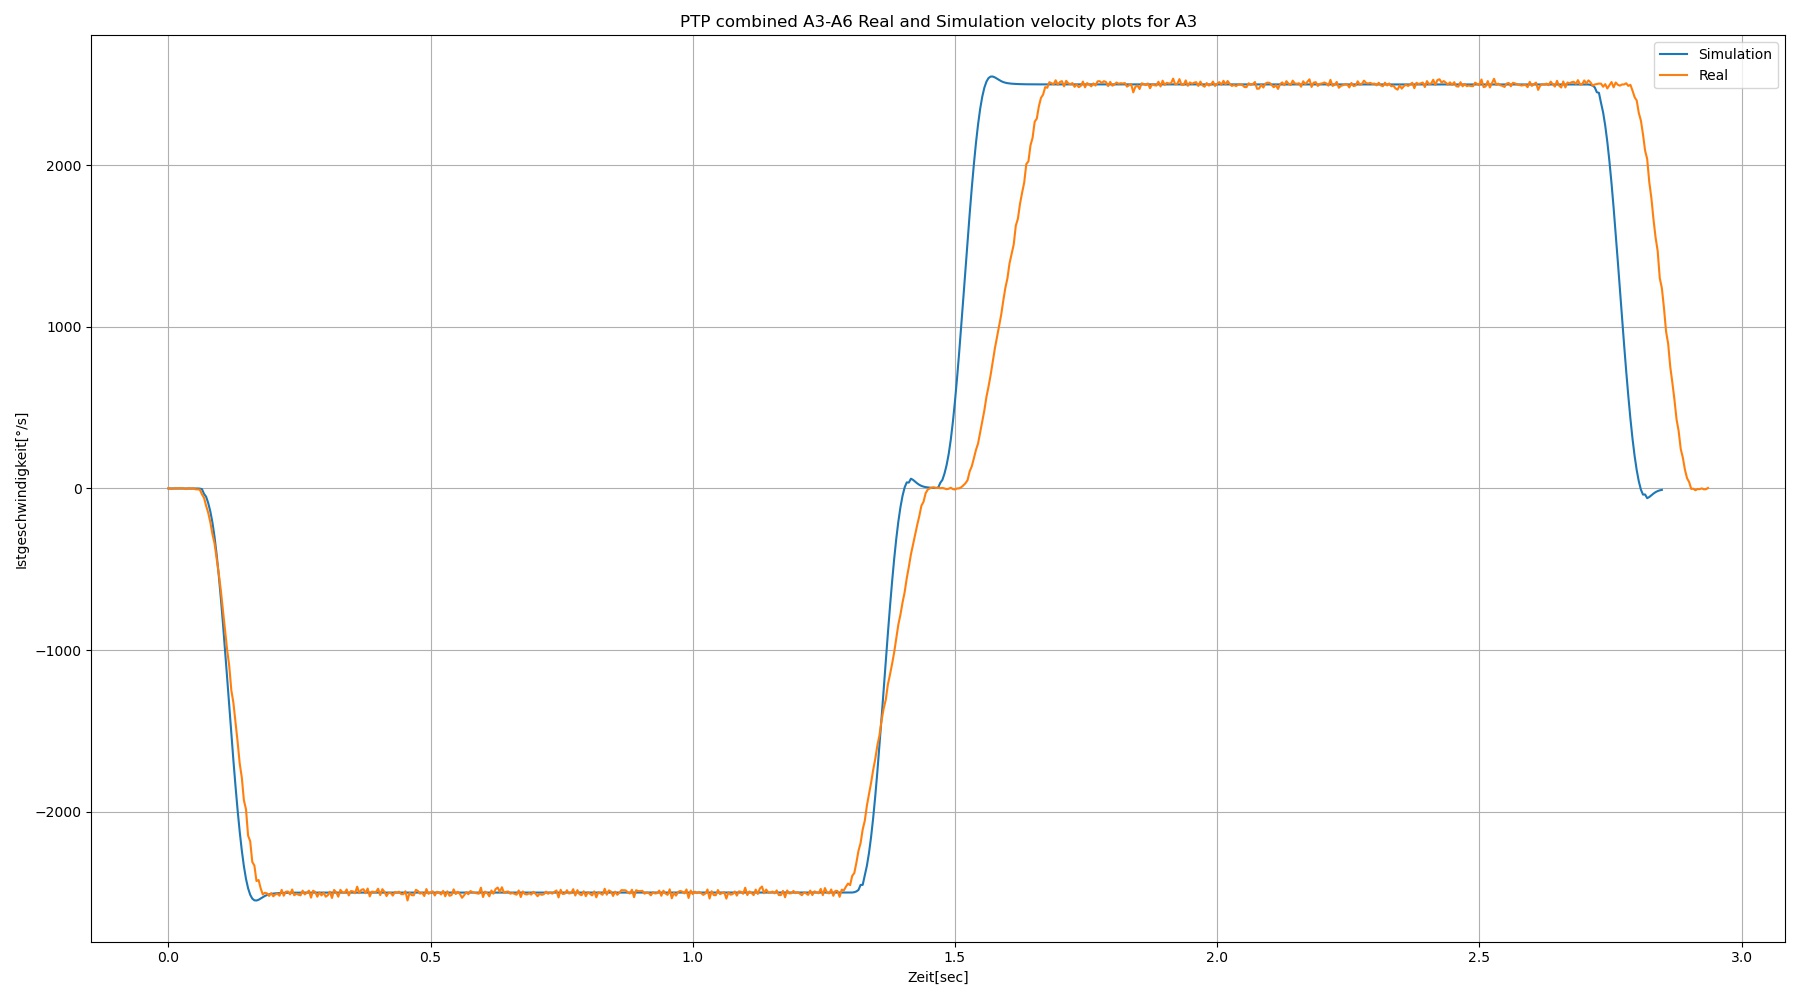 PTP combined A3-A6 Real and Simulation velocity plots for A3
Simulation
Real
Istgeschwindigkeit[°/s]
2000
1000
0
−1000
−2000
0.0 0.5 1.0 1.5 2.0 2.5 3.0
Zeit[sec]